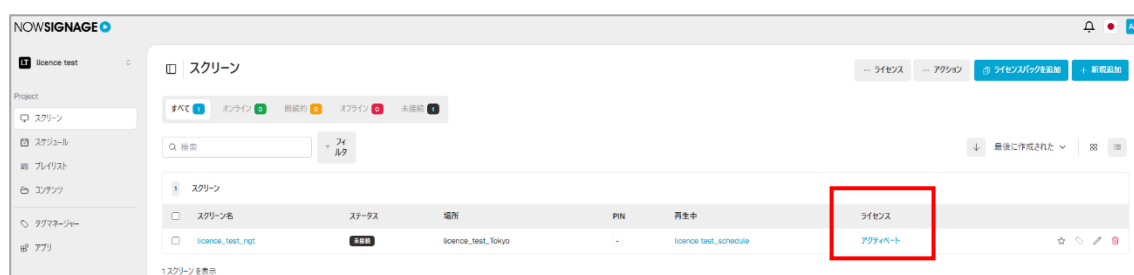 NOWSIGNAGE
LT licence test
スクリーン
... ライセンス ... アクション ライセンスパックを追加 + 新規追加
Project
スクリーン
スケジュール
プレイリスト
コンテンツ
タグマネージャー
アプリ
すべて 1 オンライン 0 断続的 0 オフライン 0 未接続 1
検索
フィ
ルタ
最後に作成された
1 スクリーン
スクリーン名 ステータス 場所 PIN 再生中 ライセンス
licence_test_ngt 未接続 licence_test_Tokyo - licence test_schedule アクティベート
1 スクリーン を表示